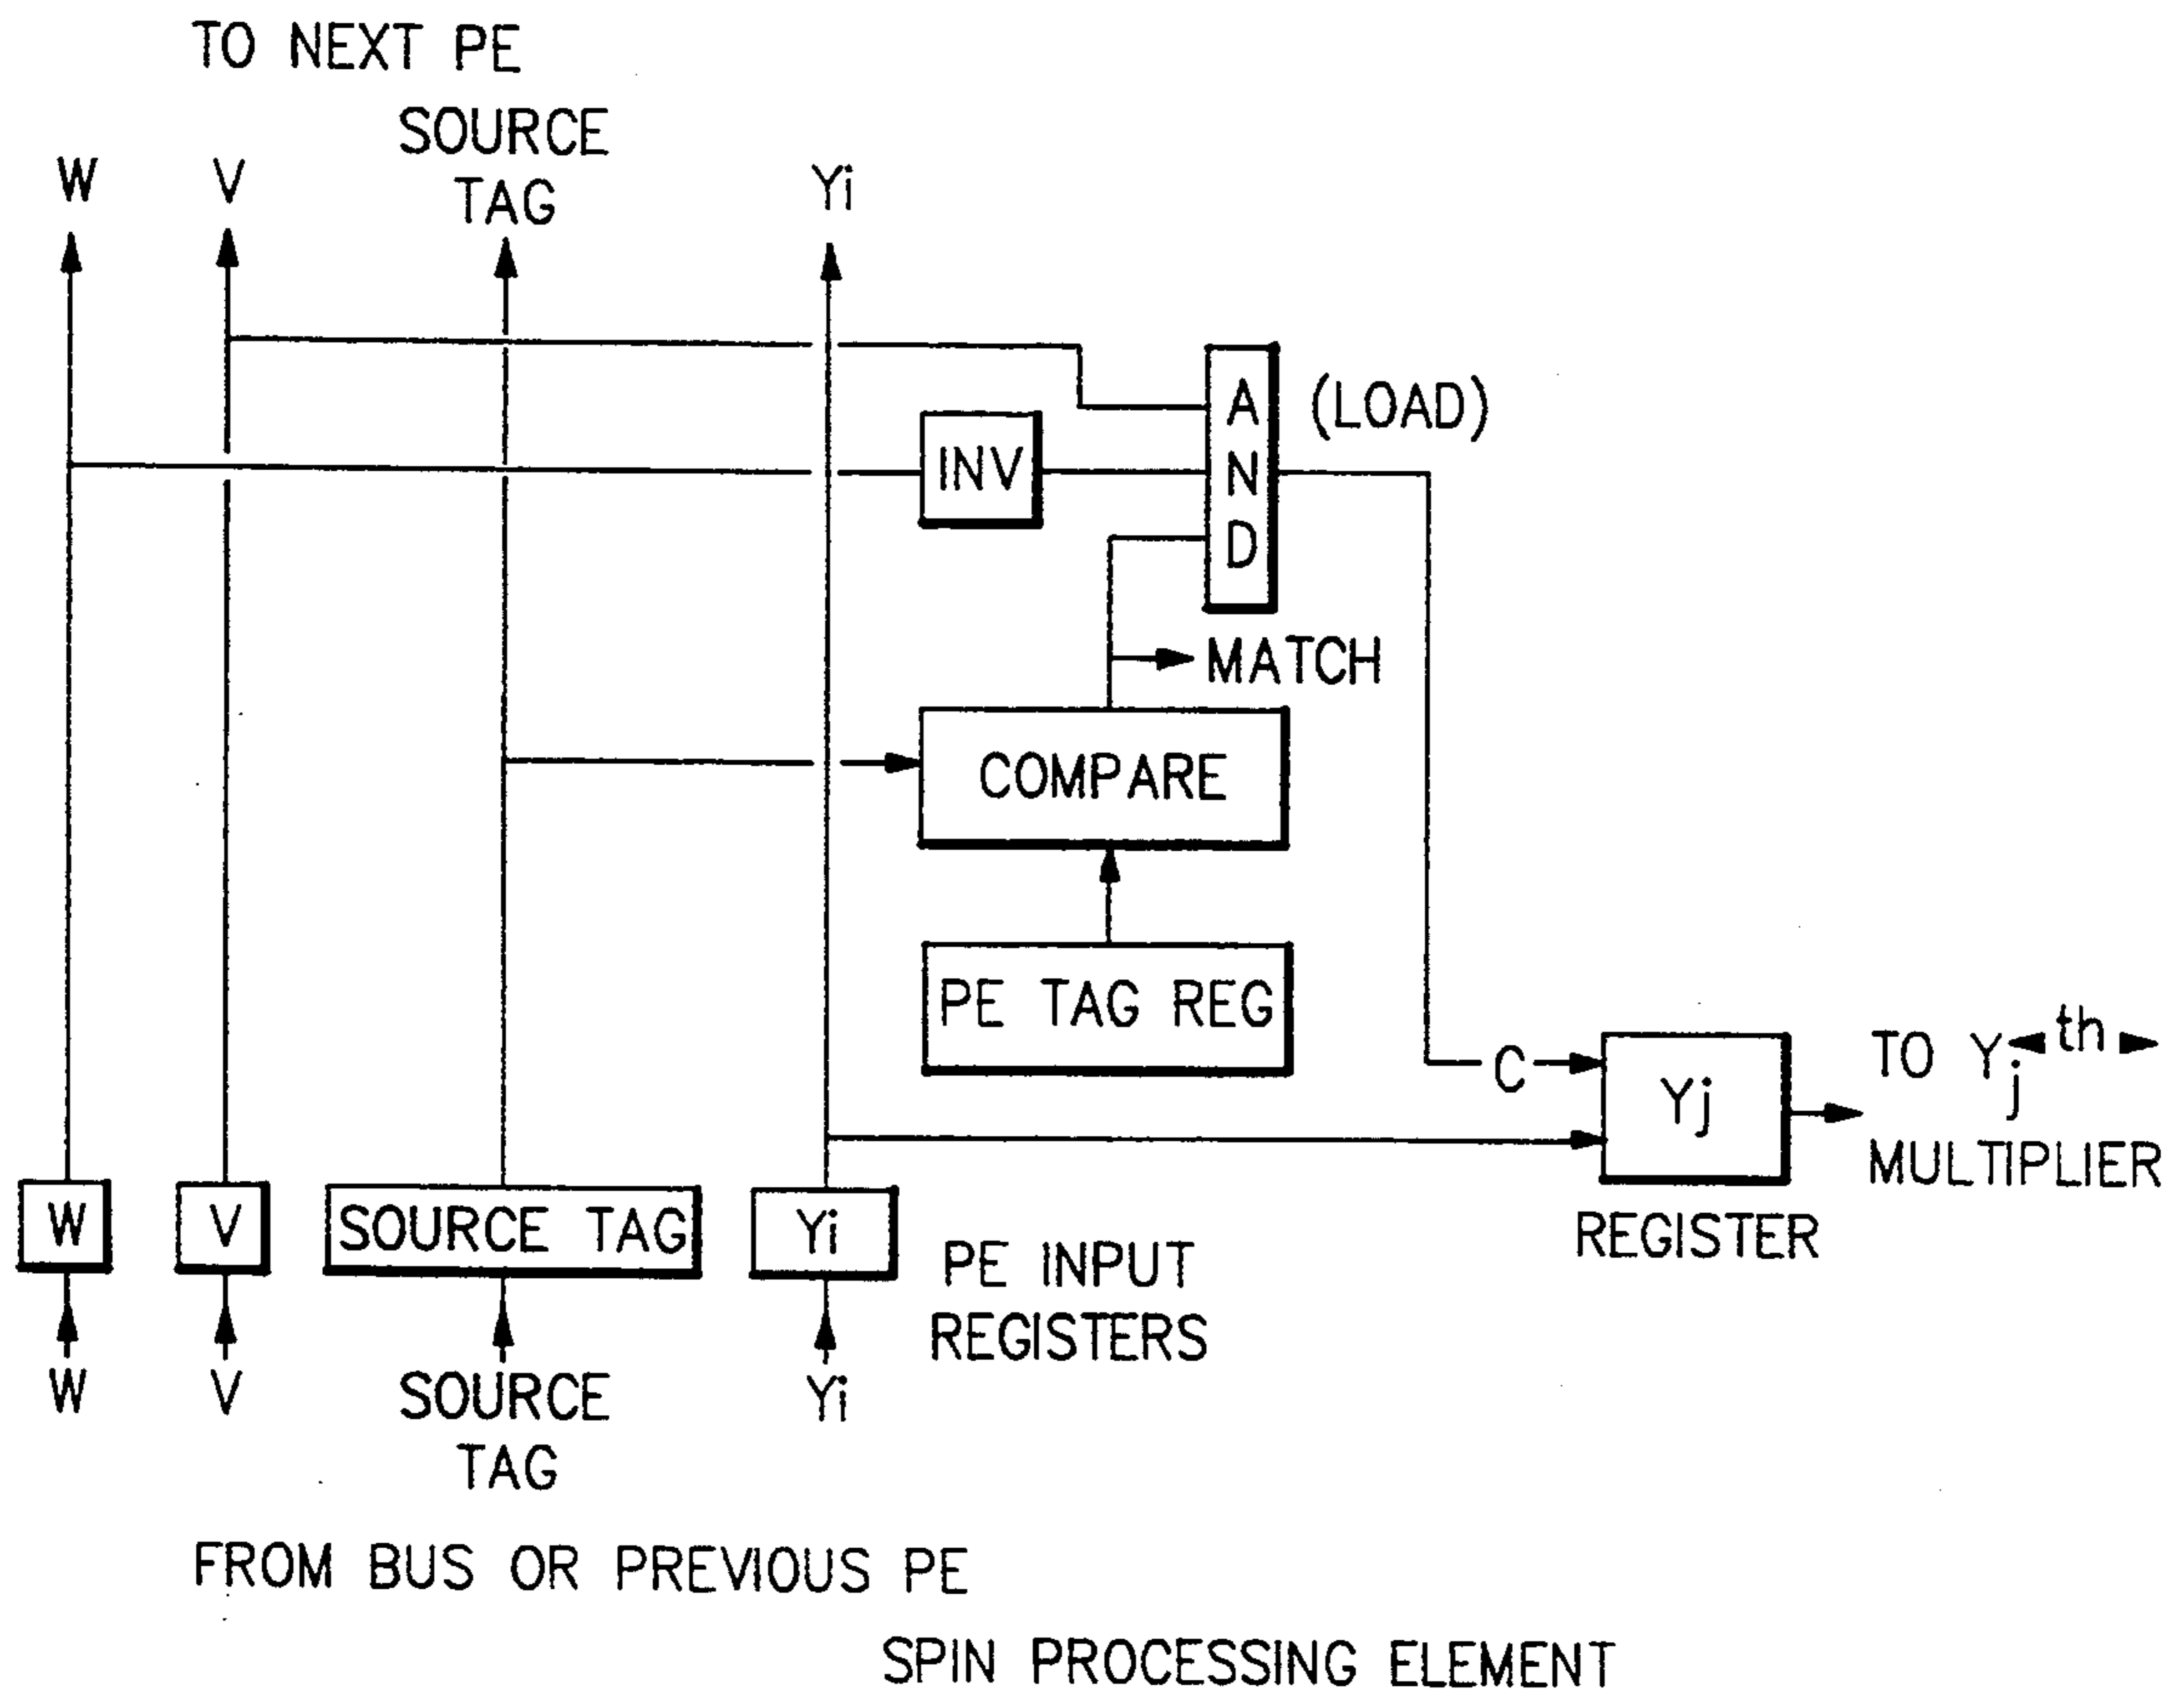 TO NEXT PE
SOURCE
TAG
W
V
Yi
AND
(LOAD)
INV
MATCH
COMPARE
PE TAG REG
C
Yj
TO Yj◄th►
MULTIPLIER
REGISTER
W
V
SOURCE TAG
Yi
PE INPUT
REGISTERS
W
V
SOURCE
TAG
Yi
FROM BUS OR PREVIOUS PE
SPIN PROCESSING ELEMENT